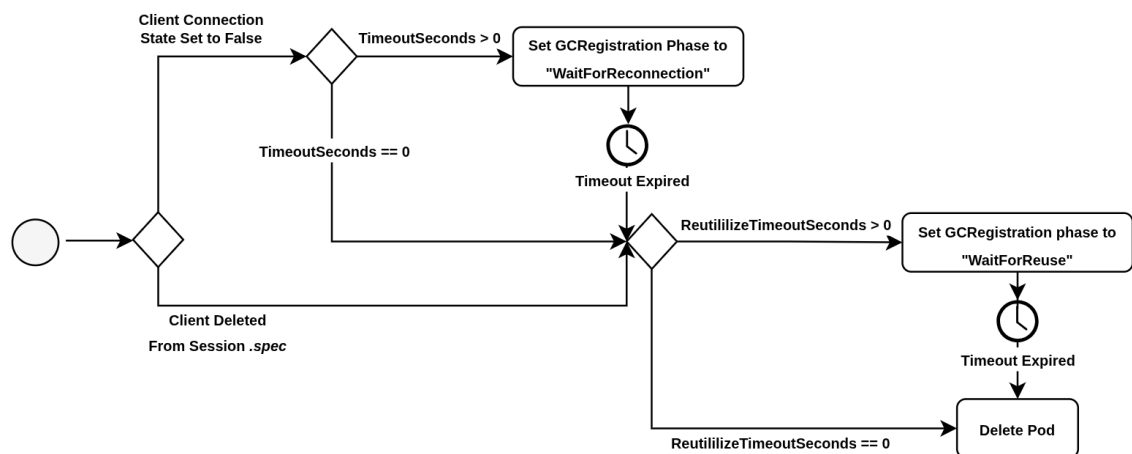 Client Connection
State Set to False
TimeoutSeconds > 0
Set GCRegistration Phase to
"WaitForReconnection"
TimeoutSeconds == 0
Timeout Expired
ReutililizeTimeoutSeconds > 0
Set GCRegistration phase to
"WaitForReuse"
Client Deleted
From Session .spec
Timeout Expired
Delete Pod
ReutililizeTimeoutSeconds == 0